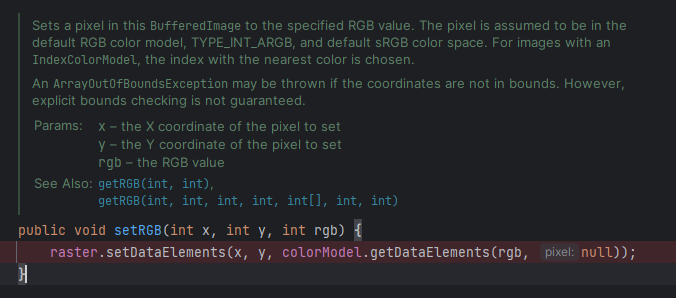 Sets a pixel in this BufferedImage to the specified RGB value. The pixel is assumed to be in the
default RGB color model, TYPE_INT_ARGB, and default sRGB color space. For images with an
IndexColorModel, the index with the nearest color is chosen.
An ArrayOutOfBoundsException may be thrown if the coordinates are not in bounds. However,
explicit bounds checking is not guaranteed.
Params: x – the X coordinate of the pixel to set
y – the Y coordinate of the pixel to set
rgb – the RGB value
See Also: getRGB(int, int),
getRGB(int, int, int, int, int[], int, int)
public void setRGB(int x, int y, int rgb) {
raster.setDataElements(x, y, colorModel.getDataElements(rgb, pixel: null));
}